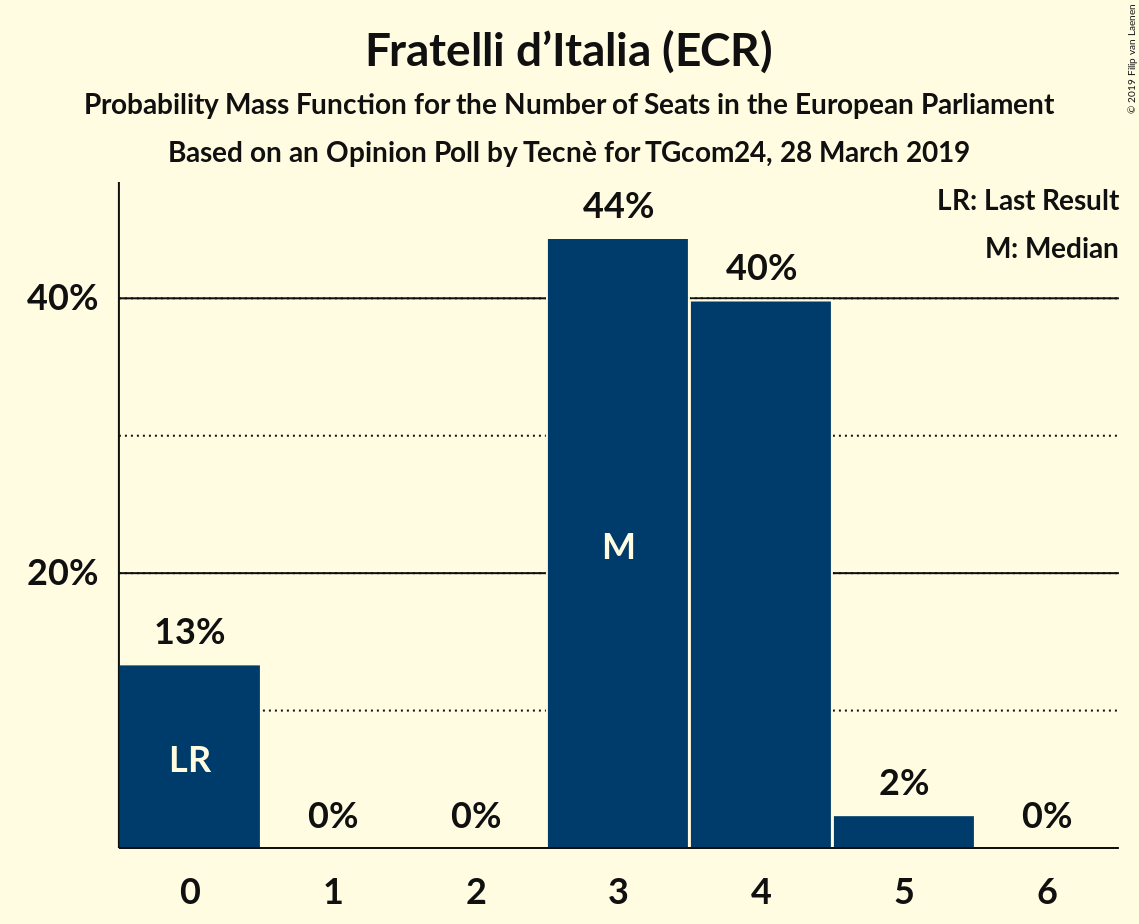 Fratelli d’Italia (ECR)
Probability Mass Function for the Number of Seats in the European Parliament
Based on an Opinion Poll by Tecnè for TGcom24, 28 March 2019
© 2019 Filip van Laenen
LR: Last Result
M: Median
44%
40%
40%
M
20%
13%
LR
0%
0%
2%
0%
0 1 2 3 4 5 6